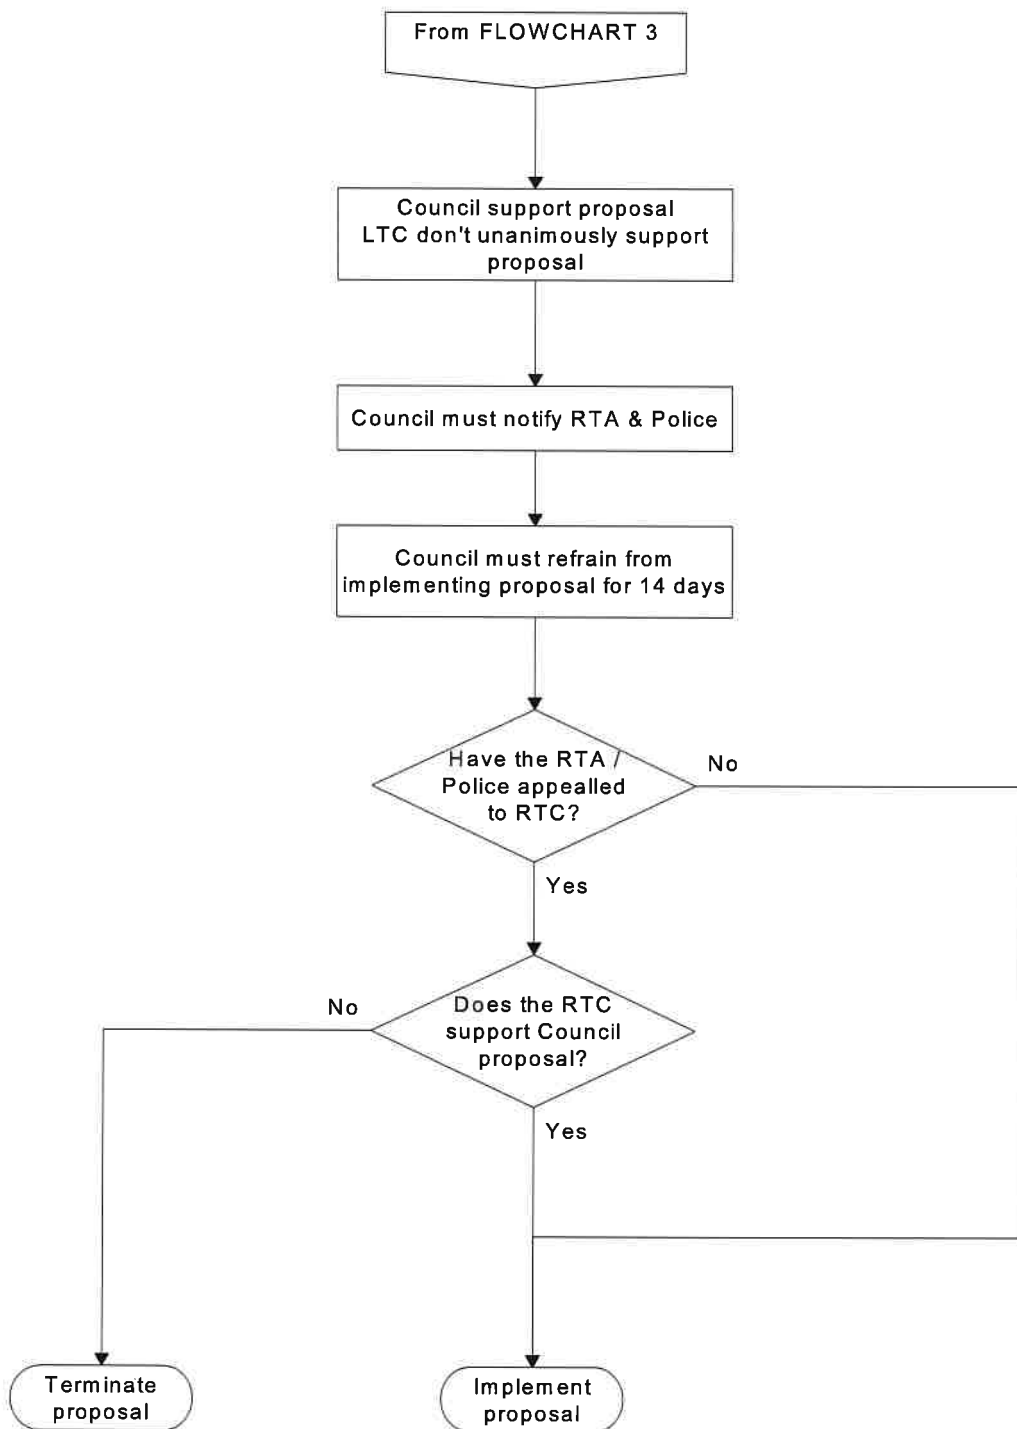 From FLOWCHART 3
Council support proposal
LTC don't unanimously support
proposal
Council must notify RTA & Police
Council must refrain from
implementing proposal for 14 days
Have the RTA /
Police appealled
to RTC?
No
Yes
Does the RTC
support Council
proposal?
No
Yes
Terminate
proposal
Implement
proposal